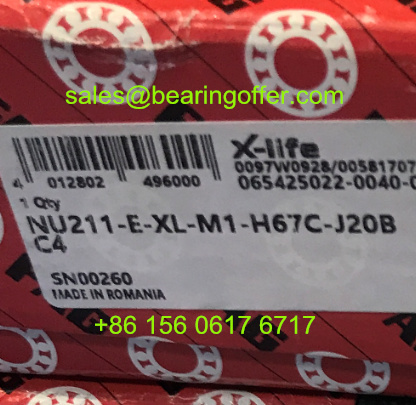 sales@bearingoffer.com
X-life
0097W0928/00581707
065425022-0040-
4 012802 496000
1 Qty
NU211-E-XL-M1-H67C-J20B
C4
SN00260
MADE IN ROMANIA
+86 156 0617 6717